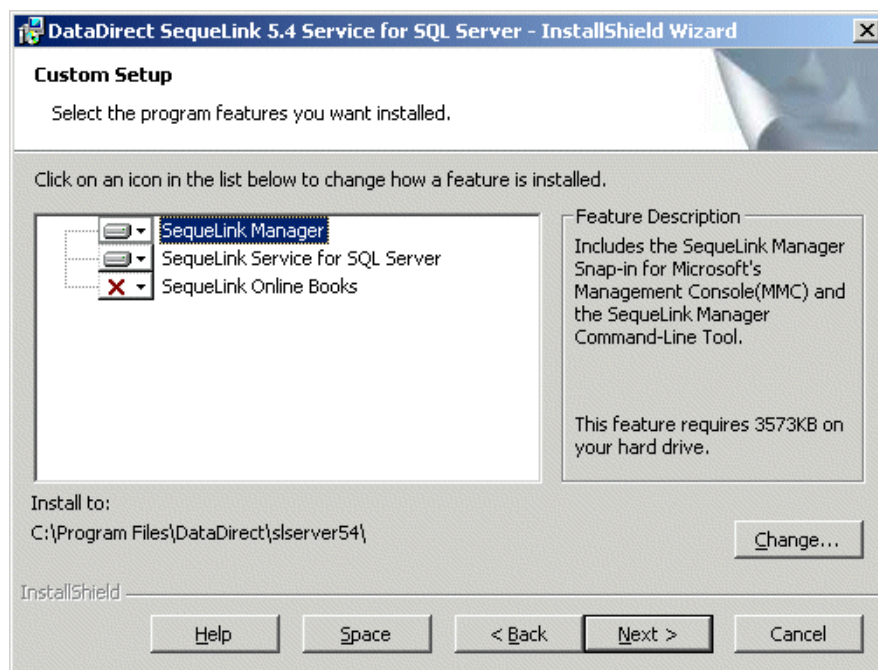 DataDirect SequeLink 5.4 Service for SQL Server - InstallShield Wizard
Custom Setup
Select the program features you want installed.
Click on an icon in the list below to change how a feature is installed.
SequeLink Manager
SequeLink Service for SQL Server
SequeLink Online Books
Feature Description
Includes the SequeLink Manager
Snap-in for Microsoft's
Management Console(MMC) and
the SequeLink Manager
Command-Line Tool.
This feature requires 3573KB on
your hard drive.
Install to:
C:\Program Files\DataDirect\slserver54\
Change...
InstallShield
Help
Space
< Back
Next >
Cancel